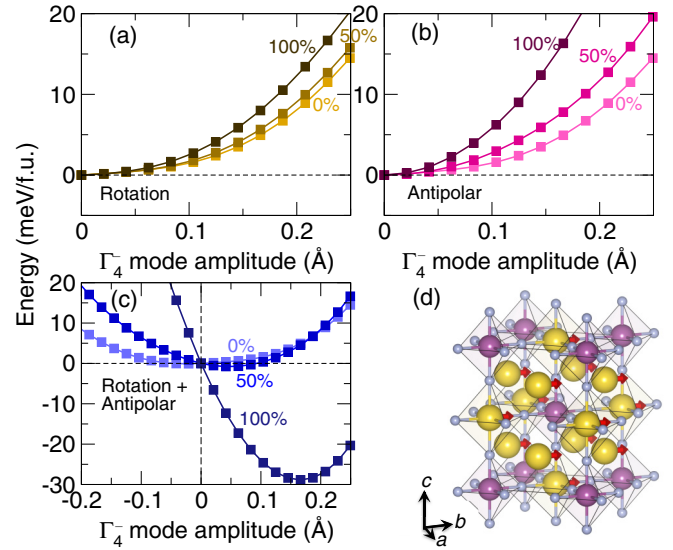 (a)
100%
50%
0%
Rotation
20
10
0
0
0.1
0.2
Γ₄⁻ mode amplitude (Å)
(b)
100%
50%
0%
Antipolar
20
10
0
0
0.1
0.2
Γ₄⁻ mode amplitude (Å)
Energy (meV/f.u.)
(c)
0%
50%
100%
Rotation +
Antipolar
20
10
0
-10
-20
-30
-0.2
-0.1
0
0.1
0.2
Γ₄⁻ mode amplitude (Å)
(d)
c
b
a